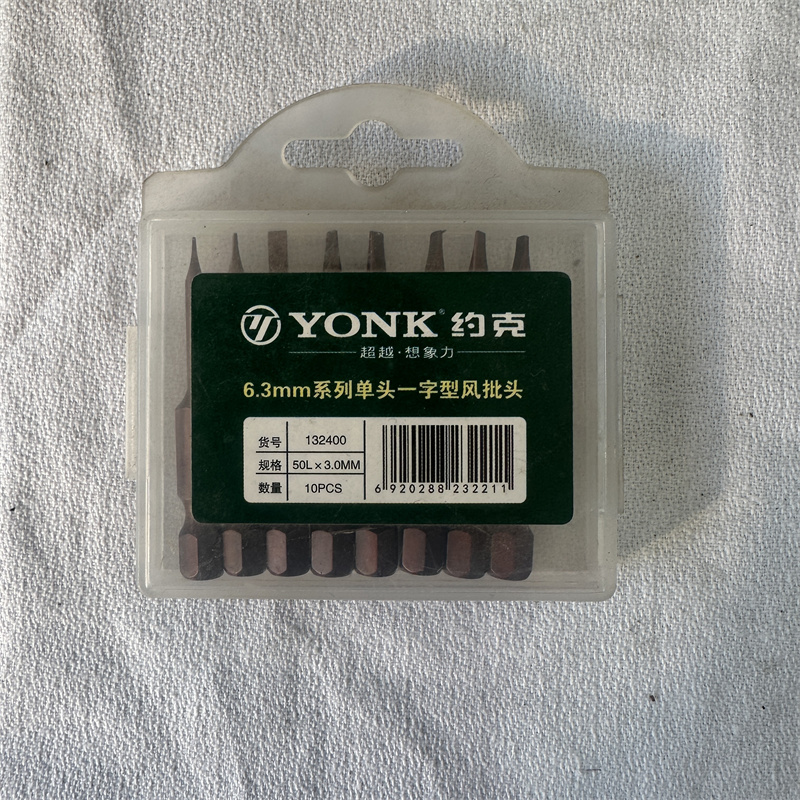 YONK® 约克
超越·想象力
6.3mm系列单头一字型风批头
货号 132400
规格 50L×3.0MM
数量 10PCS
6 920288 232211